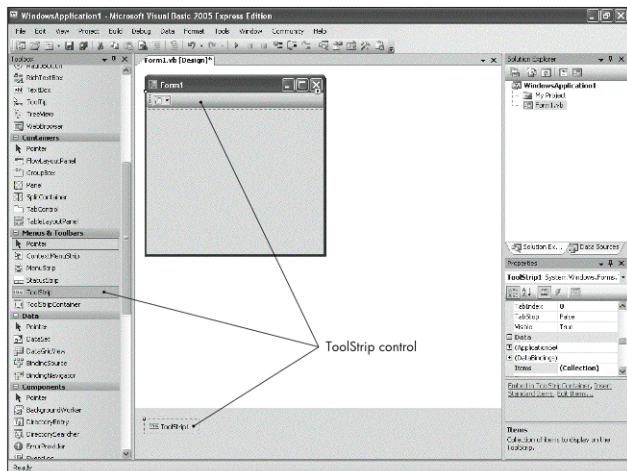 WindowsApplication1 - Microsoft Visual Basic 2005 Express Edition
File Edit View Project Build Debug Data Format Tools Window Community Help
Toolbox
RichTextBox
TextBox
ToolTip
TreeView
WebBrowser
Containers
Pointer
FlowLayoutPanel
GroupBox
Panel
SplitContainer
TabControl
TableLayoutPanel
Menus & Toolbars
Pointer
ContextMenuStrip
MenuStrip
StatusStrip
ToolStrip
ToolStripContainer
Data
Pointer
DataSet
DataGridView
BindingSource
BindingNavigator
Components
Pointer
BackgroundWorker
DirectoryEntry
DirectorySearcher
ErrorProvider
Ready
Form1.vb [Design]*
Form1
ToolStrip control
ToolStrip1
Solution Explorer
WindowsApplication1
My Project
Form1.vb
Solution Ex... Data Sources
Properties
ToolStrip1 System.Windows.Forms.
TabIndex 0
TabStop False
Visible True
Data
(ApplicationSet
(DataBindings)
Items (Collection)
Embed in ToolStripContainer, Insert
Standard Items, Edit Items...
Items
Collection of items to display on the
ToolStrip.